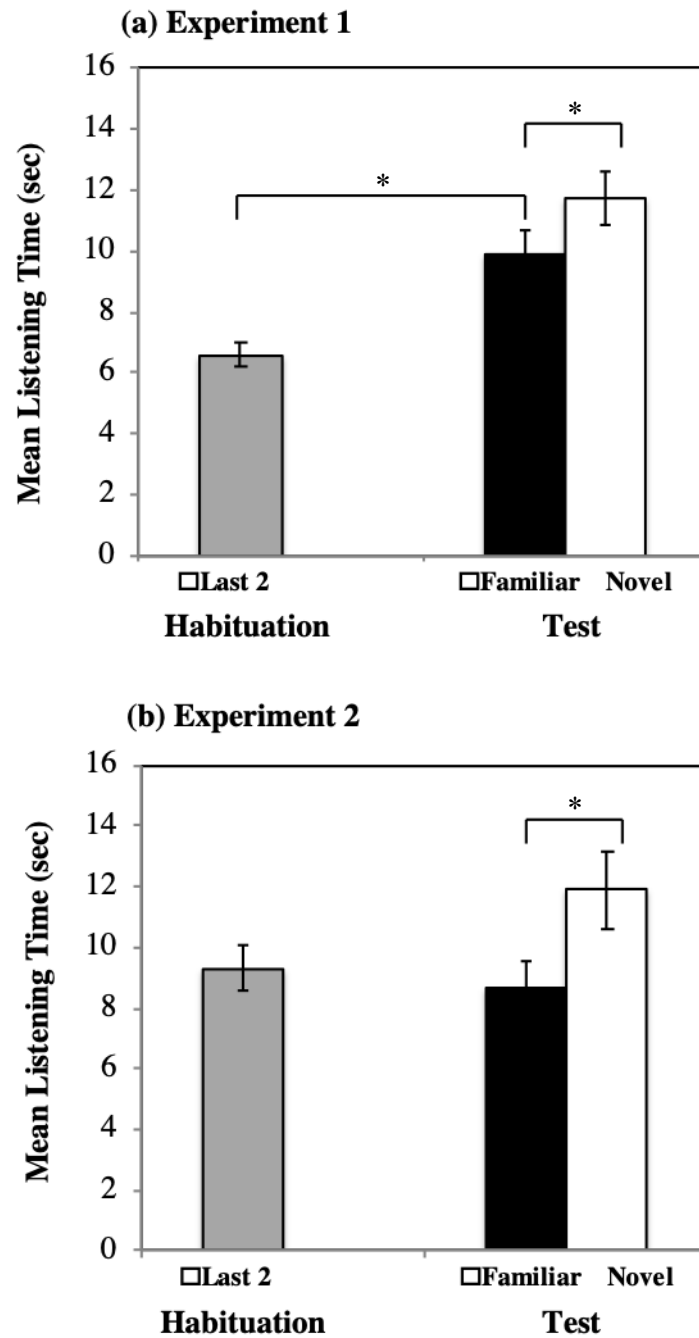 (a) Experiment 1
Mean Listening Time (sec)
16
14
12
10
8
6
4
2
0
*
*
□Last 2
□Familiar Novel
Habituation
Test
(b) Experiment 2
Mean Listening Time (sec)
16
14
12
10
8
6
4
2
0
*
□Last 2
□Familiar Novel
Habituation
Test